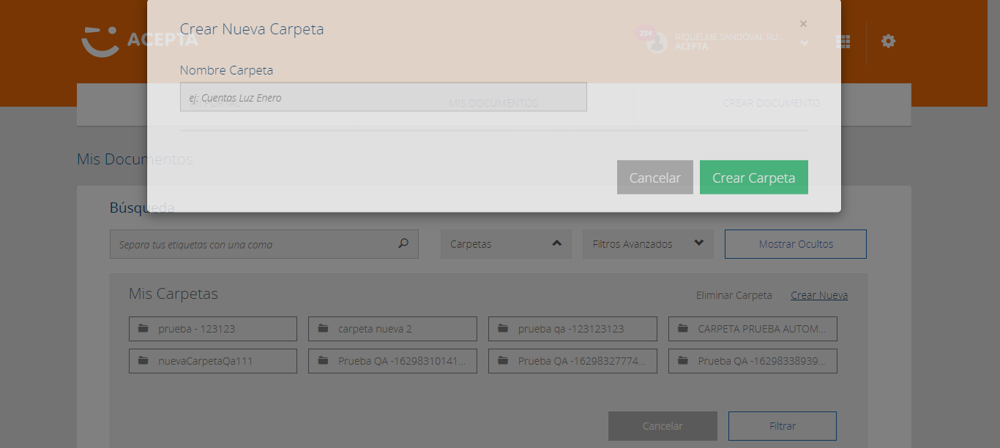 Crear Nueva Carpeta
×
ACEPTA
234
RIQUELME SANDOVAL RU...
ACEPTA
Nombre Carpeta
ej: Cuentas Luz Enero
MI PORTAL
MIS DOCUMENTOS
CREAR DOCUMENTO
Mis Documentos
Cancelar
Crear Carpeta
Búsqueda
Separa tus etiquetas con una coma
Carpetas
Filtros Avanzados
Mostrar Ocultos
Mis Carpetas
Eliminar Carpeta
Crear Nueva
prueba - 123123
carpeta nueva 2
prueba qa -123123123
CARPETA PRUEBA AUTOM...
nuevaCarpetaQa111
Prueba QA -16298310141...
Prueba QA -16298327774...
Prueba QA -16298338939...
Cancelar
Filtrar